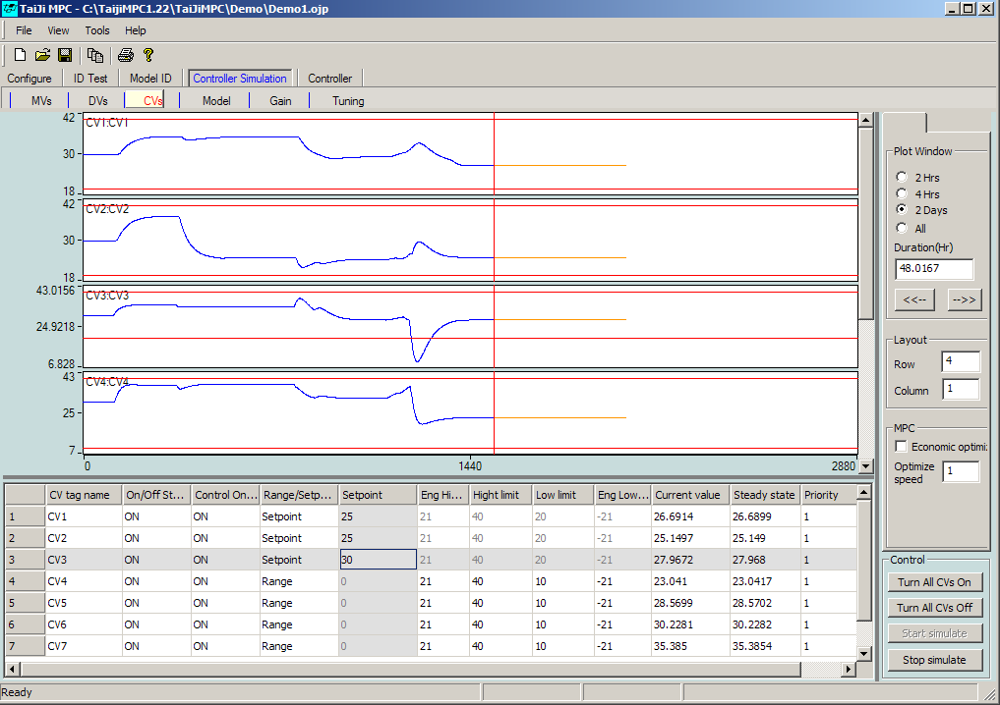 TaiJi MPC - C:\TaijiMPC1.22\TaiJiMPC\Demo\Demo1.ojp
File View Tools Help
Configure ID Test Model ID Controller Simulation Controller
MVs DVs CVs Model Gain Tuning
42 CV1:CV1
30
18
42 CV2:CV2
30
18
43.0156 CV3:CV3
24.9218
6.828
43 CV4:CV4
25
7
0 1440 2880
Plot Window
2 Hrs
4 Hrs
2 Days
All
Duration(Hr)
48.0167
<<-- -->>
Layout
Row 4
Column 1
MPC
Economic optimi
Optimize speed 1
CV tag name On/Off St... Control On... Range/Setp... Setpoint Eng Hi... Hight limit Low limit Eng Low... Current value Steady state Priority
1 CV1 ON ON Setpoint 25 21 40 20 -21 26.6914 26.6899 1
2 CV2 ON ON Setpoint 25 21 40 20 -21 25.1497 25.149 1
3 CV3 ON ON Setpoint 30 21 40 20 -21 27.9672 27.968 1
4 CV4 ON ON Range 0 21 40 10 -21 23.041 23.0417 1
5 CV5 ON ON Range 0 21 40 10 -21 28.5699 28.5702 1
6 CV6 ON ON Range 0 21 40 10 -21 30.2281 30.2282 1
7 CV7 ON ON Range 0 21 40 10 -21 35.385 35.3854 1
Control
Turn All CVs On
Turn All CVs Off
Start simulate
Stop simulate
Ready